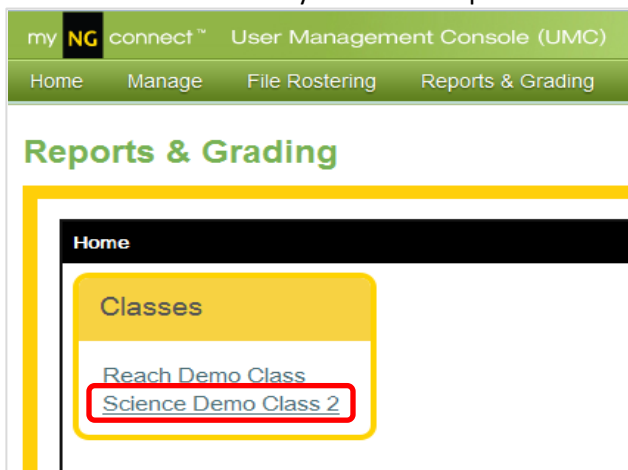 my NG connect™ User Management Console (UMC)
Home Manage File Rostering Reports & Grading
Reports & Grading
Home
Classes
Reach Demo Class
Science Demo Class 2